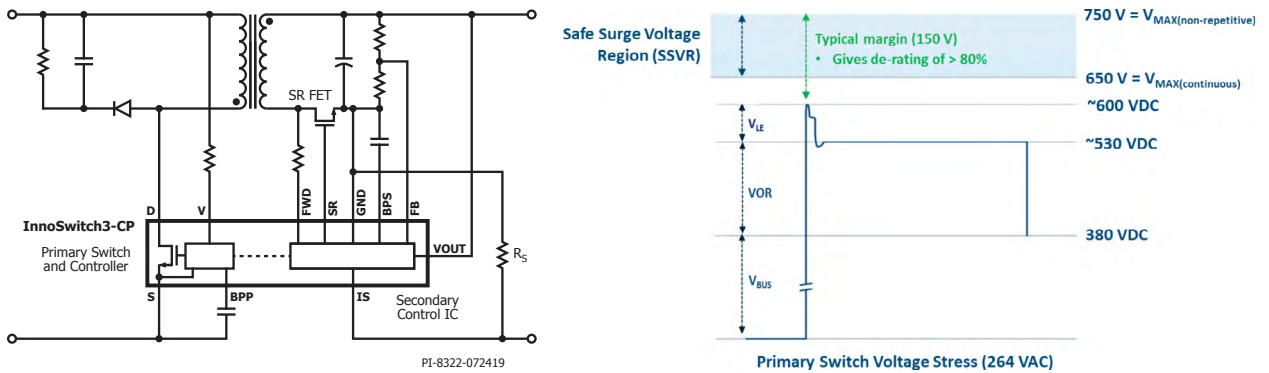 SR FET
D
V
FWD
SR
GND
BPS
FB
InnoSwitch3-CP
Primary Switch
and Controller
VOUT
RS
S
BPP
IS
Secondary
Control IC
PI-8322-072419
Safe Surge Voltage
Region (SSVR)
Typical margin (150 V)
• Gives de-rating of > 80%
750 V = VMAX(non-repetitive)
650 V = VMAX(continuous)
~600 VDC
VLE
~530 VDC
VOR
380 VDC
VBUS
Primary Switch Voltage Stress (264 VAC)